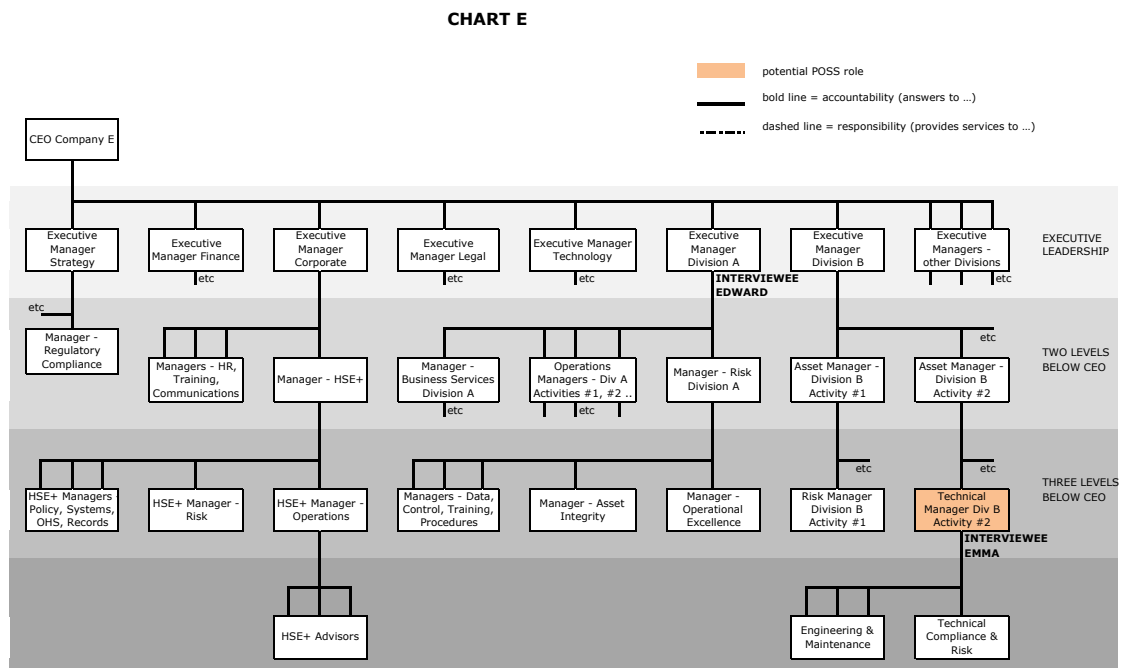 CHART E
potential POSS role
bold line = accountability (answers to ...)
dashed line = responsibility (provides services to ...)
CEO Company E
Executive
Manager
Strategy
Executive
Manager Finance
Executive
Manager
Corporate
Executive
Manager Legal
Executive Manager
Technology
Executive
Manager
Division A
Executive
Manager
Division B
Executive
Managers -
other Divisions
EXECUTIVE
LEADERSHIP
etc
etc
etc
etc
INTERVIEWEE
EDWARD
etc
Manager -
Regulatory
Compliance
etc
Managers - HR,
Training,
Communications
Manager - HSE+
Manager -
Business Services
Division A
Operations
Managers - Div A
Activities #1, #2 ..
Manager - Risk
Division A
Asset Manager -
Division B
Activity #1
Asset Manager -
Division B
Activity #2
TWO LEVELS
BELOW CEO
etc
etc
etc
etc
HSE+ Managers -
Policy, Systems,
OHS, Records
HSE+ Manager -
Risk
HSE+ Manager -
Operations
Managers - Data,
Control, Training,
Procedures
Manager - Asset
Integrity
Manager -
Operational
Excellence
Risk Manager
Division B
Activity #1
Technical
Manager Div B
Activity #2
THREE LEVELS
BELOW CEO
INTERVIEWEE
EMMA
HSE+ Advisors
Engineering &
Maintenance
Technical
Compliance &
Risk